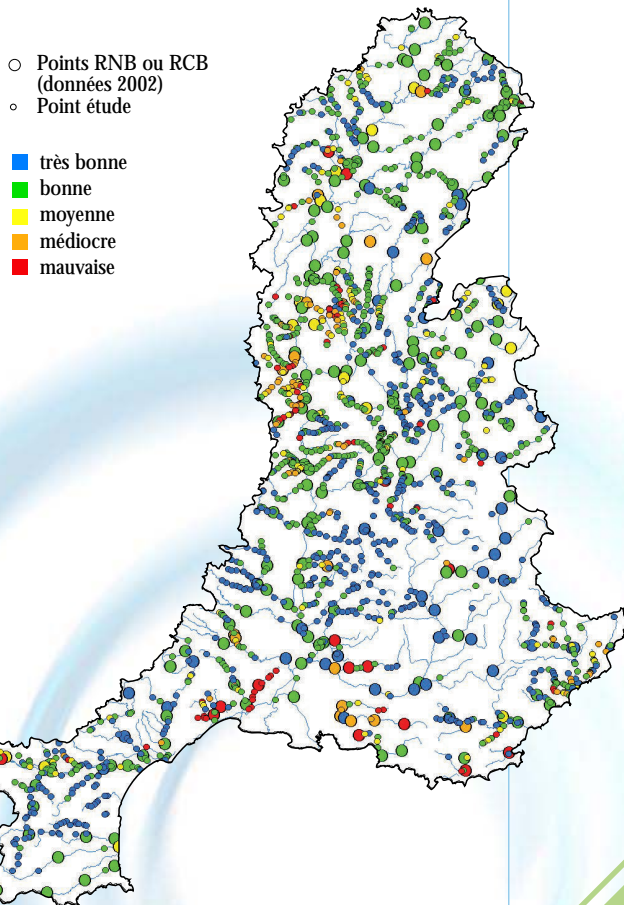 Points RNB ou RCB
(données 2002)
Point étude
très bonne
bonne
moyenne
médiocre
mauvaise